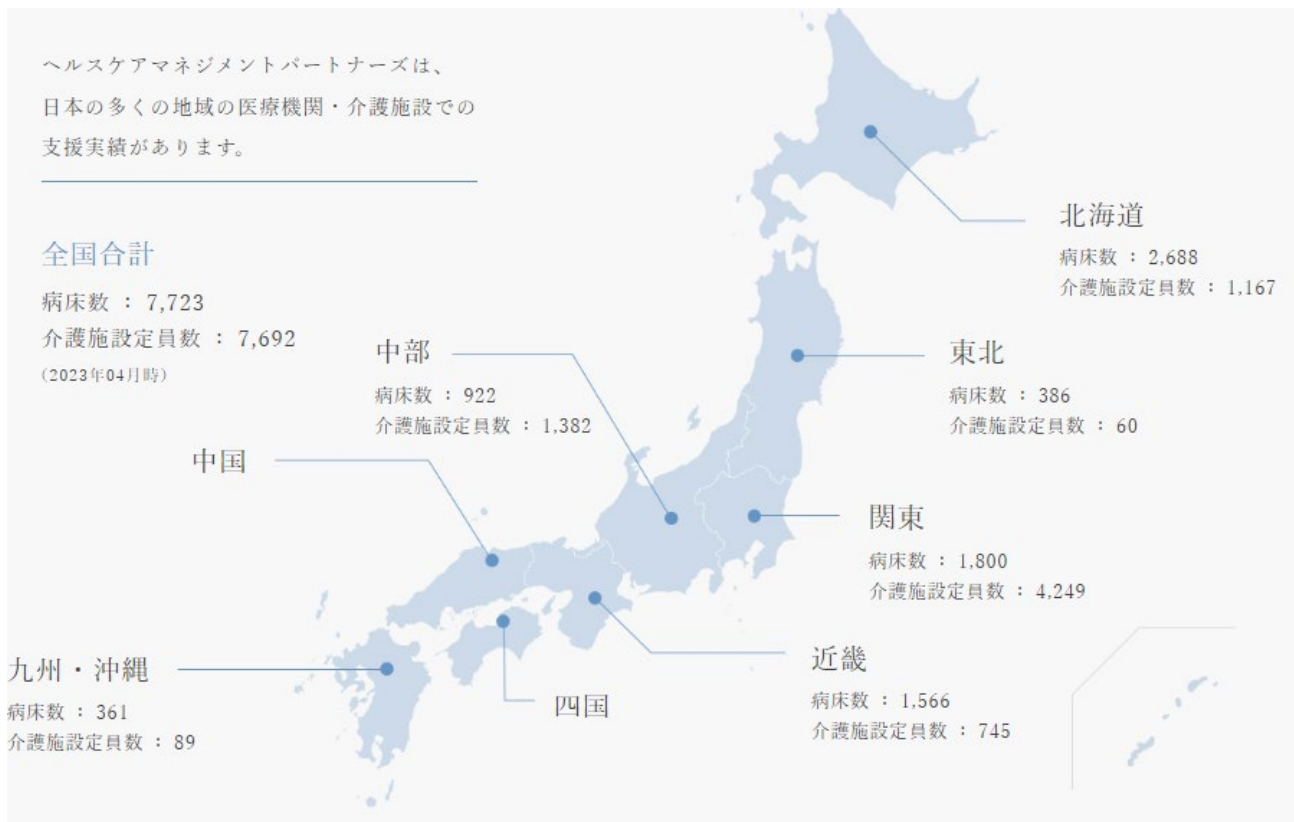 ヘルスケアマネジメントパートナーズは、
日本の多くの地域の医療機関・介護施設での
支援実績があります。
全国合計
病床数 : 7,723
介護施設定員数 : 7,692
(2023年04月時)
北海道
病床数 : 2,688
介護施設定員数 : 1,167
中部
病床数 : 922
介護施設定員数 : 1,382
東北
病床数 : 386
介護施設定員数 : 60
中国
関東
病床数 : 1,800
介護施設定員数 : 4,249
近畿
病床数 : 1,566
介護施設定員数 : 745
四国
九州・沖縄
病床数 : 361
介護施設定員数 : 89